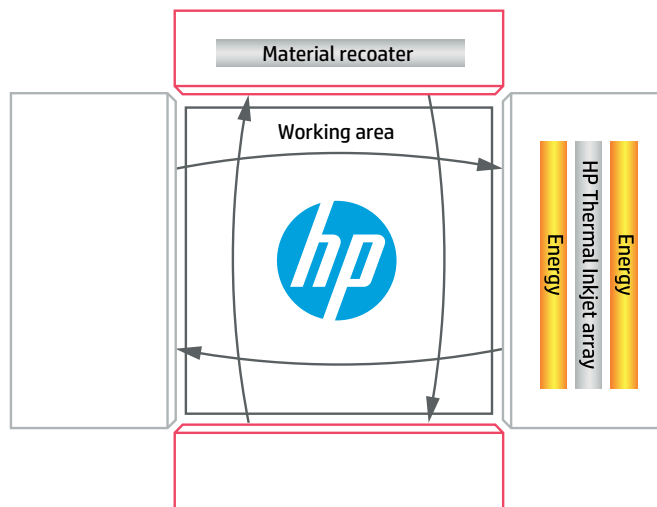 Material recoater
Working area
hp
Energy
HP Thermal Inkjet array
Energy